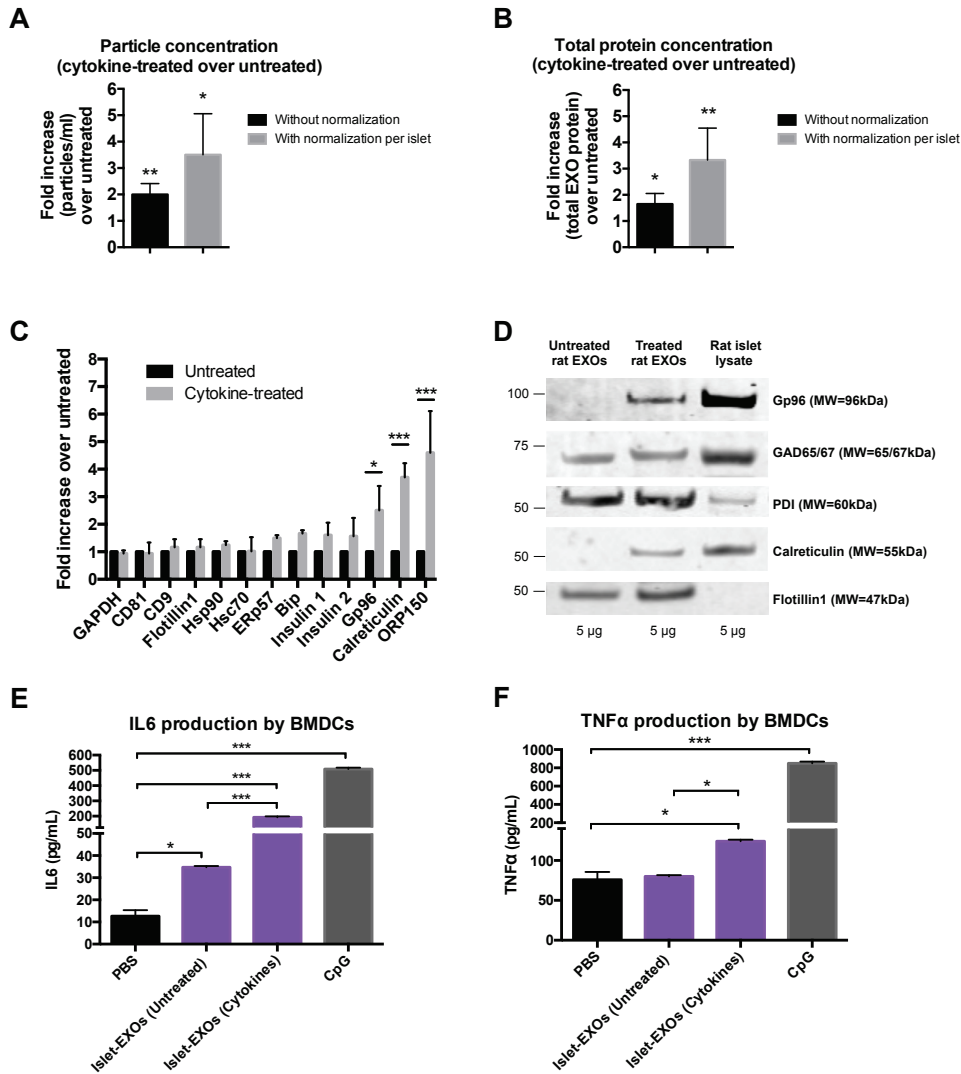 A
Particle concentration
(cytokine-treated over untreated)
Fold increase
(particles/ml)
over untreated
6
5
4
3
2
1
0
**
*
Without normalization
With normalization per islet
B
Total protein concentration
(cytokine-treated over untreated)
Fold increase
(total EXO protein)
over untreated
6
5
4
3
2
1
0
*
**
Without normalization
With normalization per islet
C
Fold increase over untreated
8
7
6
5
4
3
2
1
0
Untreated
Cytokine-treated
*
***
***
GAPDH
CD81
CD9
Flotillin1
Hsp90
Hsc70
ERp57
Bip
Insulin 1
Insulin 2
Gp96
Calreticulin
ORP150
D
Untreated
rat EXOs
Treated
rat EXOs
Rat islet
lysate
100
Gp96 (MW=96kDa)
75
GAD65/67 (MW=65/67kDa)
50
PDI (MW=60kDa)
50
Calreticulin (MW=55kDa)
50
Flotillin1 (MW=47kDa)
5 µg
5 µg
5 µg
E
IL6 production by BMDCs
IL6 (pg/mL)
600
500
400
300
200
100
50
40
30
20
10
0
***
***
***
*
PBS
Islet-EXOs (Untreated)
Islet-EXOs (Cytokines)
CpG
F
TNFα production by BMDCs
TNFα (pg/mL)
1000
800
600
400
200
200
100
50
0
***
*
*
PBS
Islet-EXOs (Untreated)
Islet-EXOs (Cytokines)
CpG